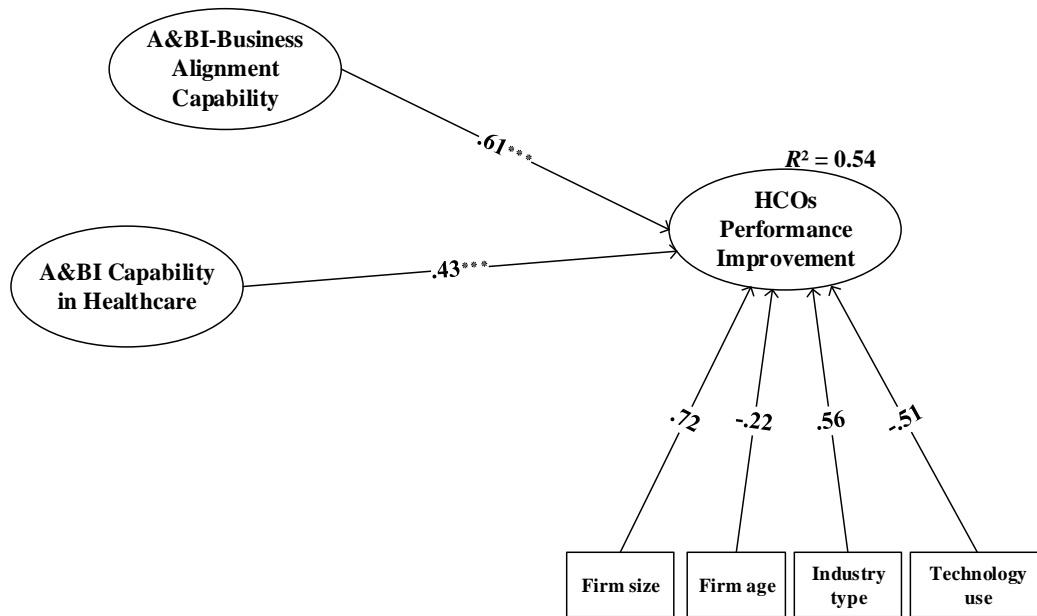 A&BI-Business
Alignment
Capability
.61***
R² = 0.54
HCOs
Performance
Improvement
A&BI Capability
in Healthcare
.43***
.72
-.22
.56
-.51
Firm size
Firm age
Industry
type
Technology
use